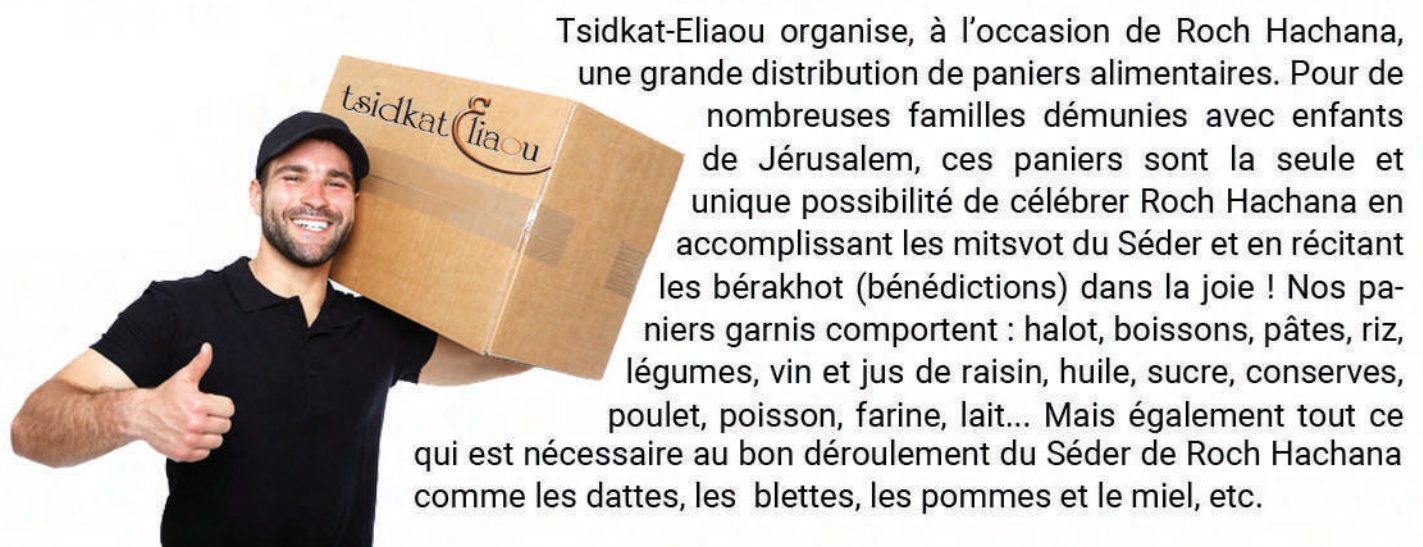 Tsidkat-Eliaou organise, à l’occasion de Roch Hachana,
une grande distribution de paniers alimentaires. Pour de
nombreuses familles démunies avec enfants
de Jérusalem, ces paniers sont la seule et
unique possibilité de célébrer Roch Hachana en
accomplissant les mitsvot du Séder et en récitant
les bérakhot (bénédictions) dans la joie ! Nos pa-
niers garnis comportent : halot, boissons, pâtes, riz,
légumes, vin et jus de raisin, huile, sucre, conserves,
poulet, poisson, farine, lait... Mais également tout ce
qui est nécessaire au bon déroulement du Séder de Roch Hachana
comme les dattes, les blettes, les pommes et le miel, etc.
tsidkat Eliaou